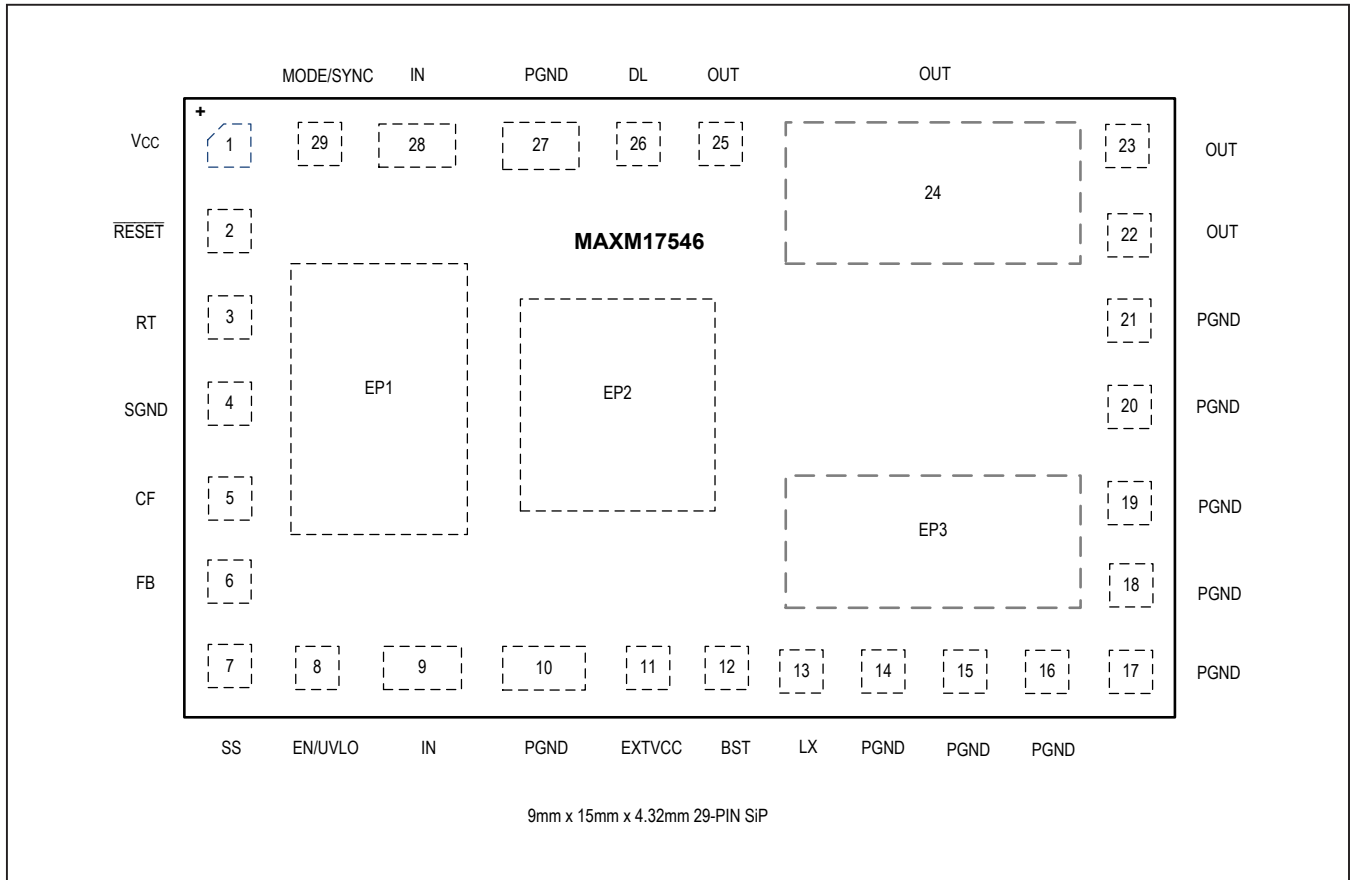 MODE/SYNC IN PGND DL OUT OUT
+
VCC 1 29 28 27 26 25 24 23 OUT
RESET 2 MAXM17546 22 OUT
RT 3 21 PGND
EP1 EP2
SGND 4 20 PGND
CF 5 19 PGND
EP3
FB 6 18 PGND
7 8 9 10 11 12 13 14 15 16 17 PGND
SS EN/UVLO IN PGND EXTVCC BST LX PGND PGND PGND
9mm x 15mm x 4.32mm 29-PIN SiP